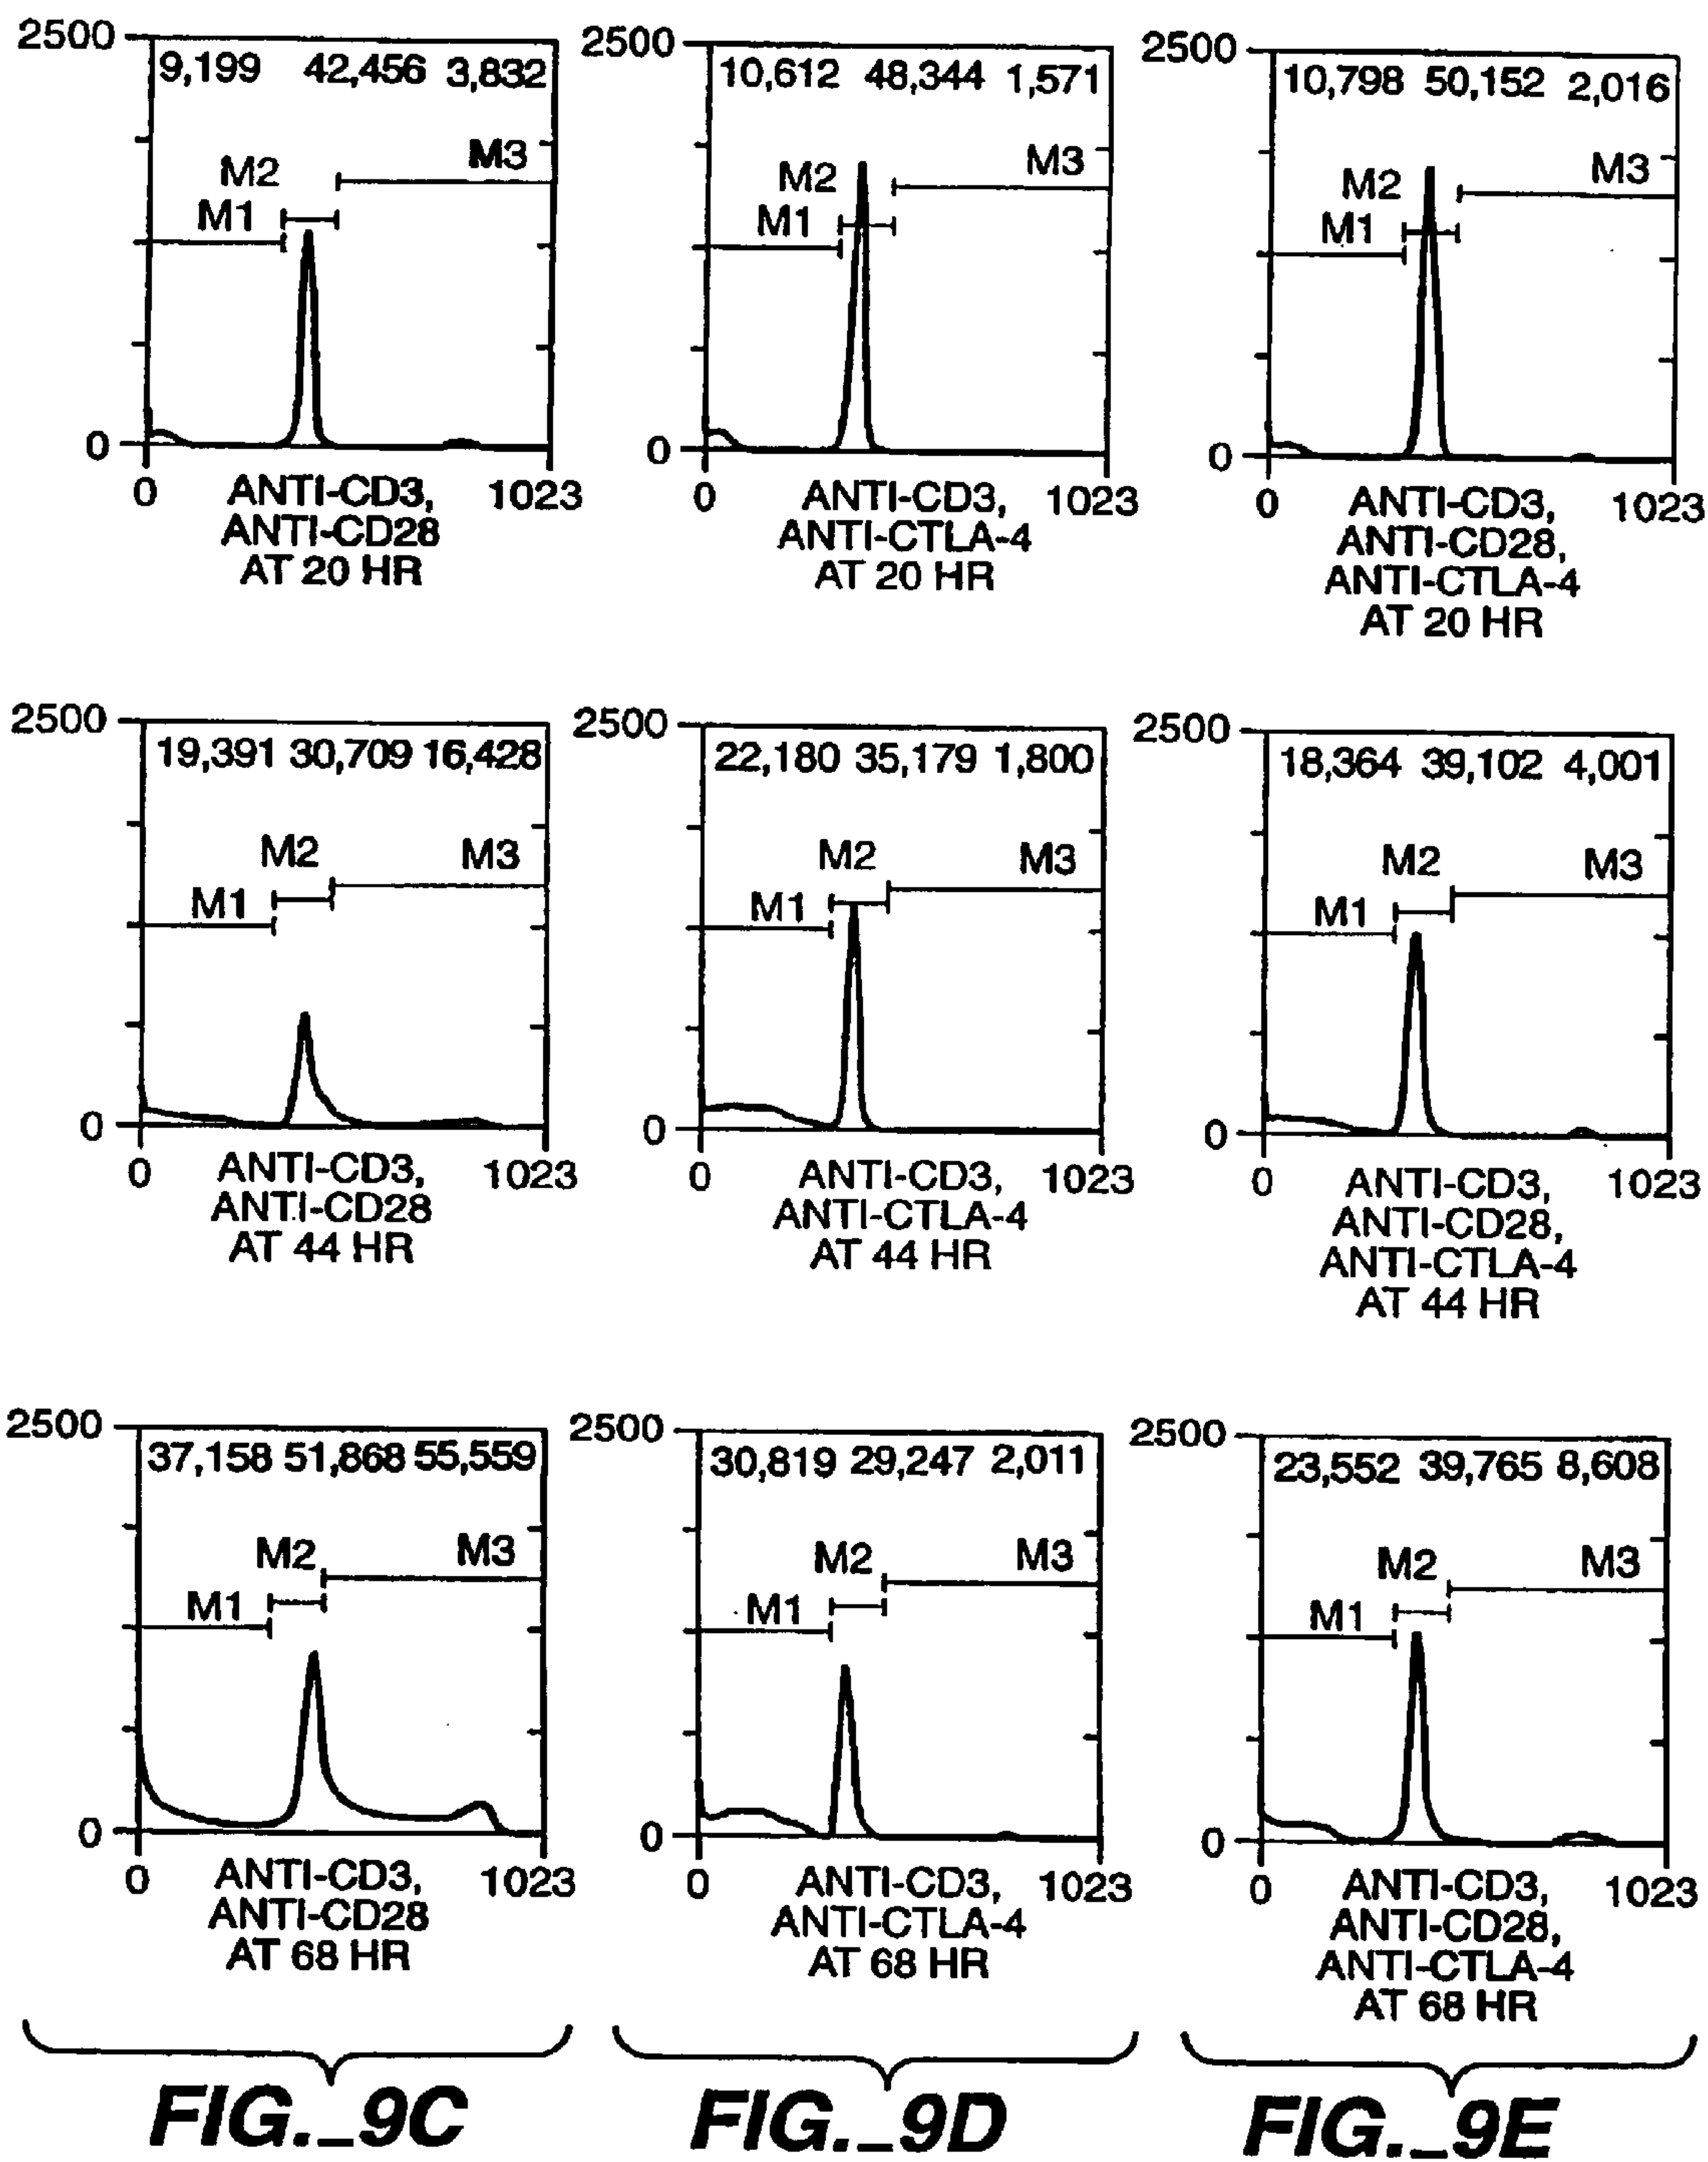 2500
9,199 42,456 3,832
M2
M3
M1
0
0
1023
ANTI-CD3,
ANTI-CD28
AT 20 HR
2500
10,612 48,344 1,571
M2
M3
M1
0
0
1023
ANTI-CD3,
ANTI-CTLA-4
AT 20 HR
2500
10,798 50,152 2,016
M2
M3
M1
0
0
1023
ANTI-CD3,
ANTI-CD28,
ANTI-CTLA-4
AT 20 HR
2500
19,391 30,709 16,428
M2
M3
M1
0
0
1023
ANTI-CD3,
ANTI-CD28
AT 44 HR
2500
22,180 35,179 1,800
M2
M3
M1
0
0
1023
ANTI-CD3,
ANTI-CTLA-4
AT 44 HR
2500
18,364 39,102 4,001
M2
M3
M1
0
0
1023
ANTI-CD3,
ANTI-CD28,
ANTI-CTLA-4
AT 44 HR
2500
37,158 51,868 55,559
M2
M3
M1
0
0
1023
ANTI-CD3,
ANTI-CD28
AT 68 HR
2500
30,819 29,247 2,011
M2
M3
M1
0
0
1023
ANTI-CD3,
ANTI-CTLA-4
AT 68 HR
2500
23,552 39,765 8,608
M2
M3
M1
0
0
1023
ANTI-CD3,
ANTI-CD28,
ANTI-CTLA-4
AT 68 HR
FIG._9C
FIG._9D
FIG._9E